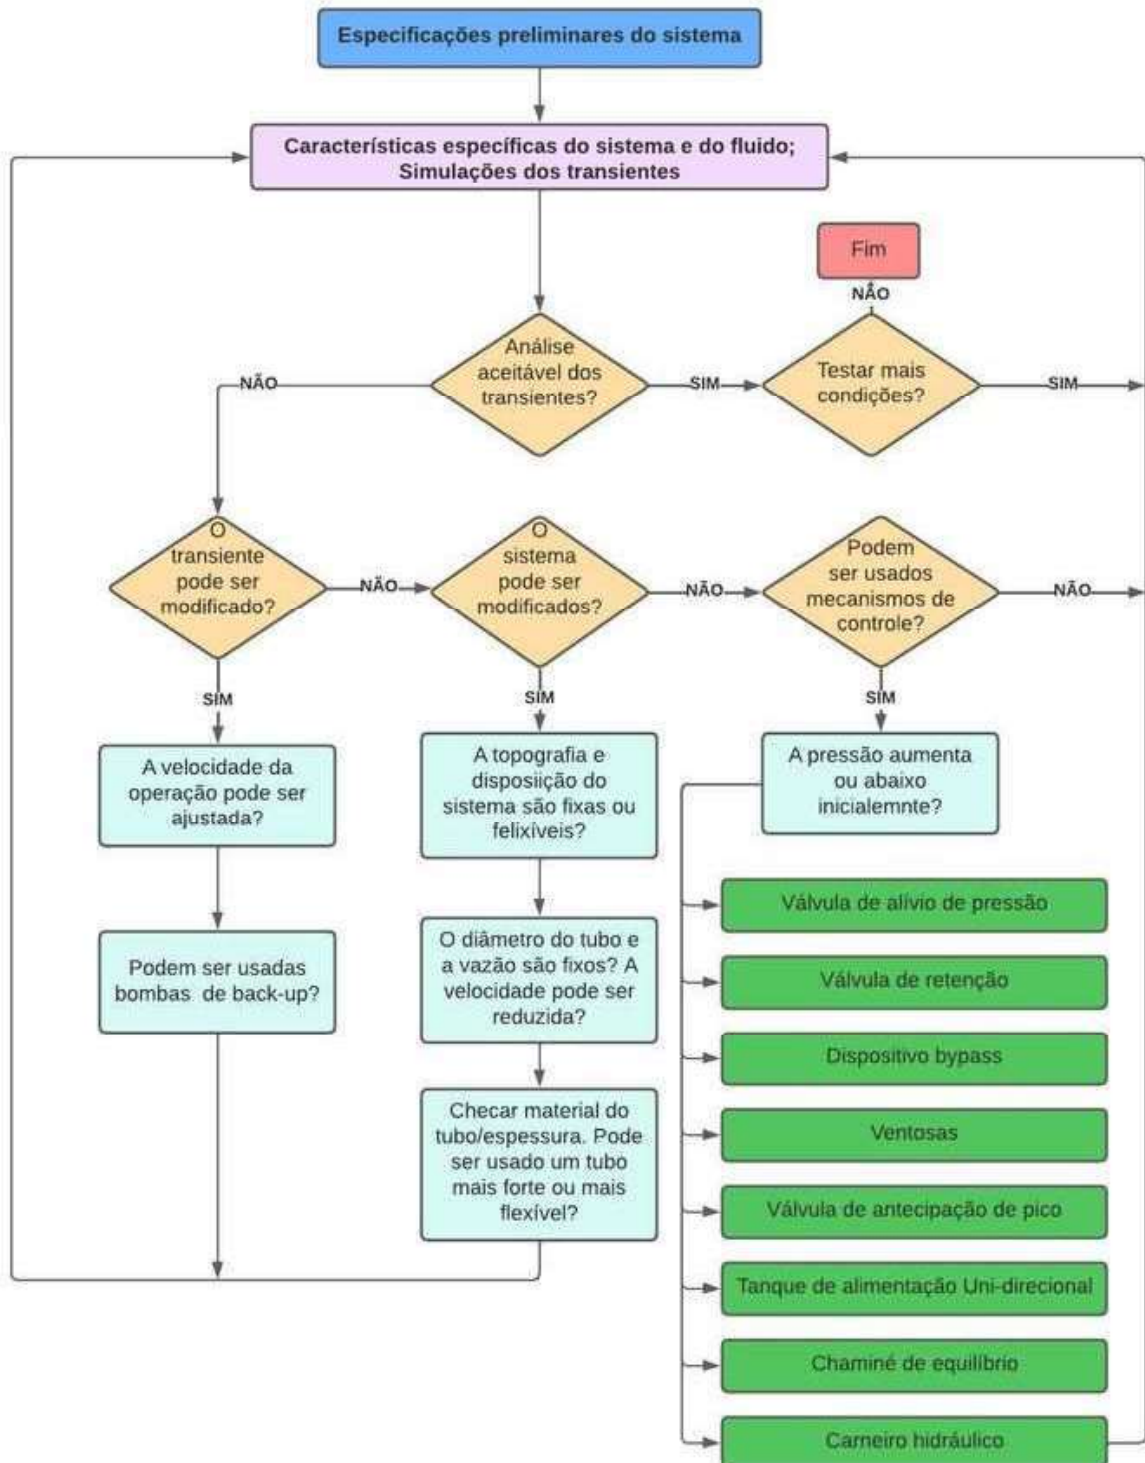 Especificações preliminares do sistema
Características específicas do sistema e do fluido;
Simulações dos transientes
Fim
NÃO
Análise
aceitável dos
transientes?
Testar mais
condições?
NÃO
SIM
SIM
O
transiente
pode ser
modificado?
O
sistema
pode ser
modificados?
Podem
ser usados
mecanismos de
controle?
NÃO
NÃO
NÃO
SIM
SIM
SIM
A velocidade da
operação pode ser
ajustada?
A topografia e
disposiição do
sistema são fixas ou
felixíveis?
A pressão aumenta
ou abaixo
inicialemnte?
Válvula de alívio de pressão
Podem ser usadas
bombas de back-up?
O diâmetro do tubo e
a vazão são fixos? A
velocidade pode ser
reduzida?
Válvula de retenção
Dispositivo bypass
Checar material do
tubo/espessura. Pode
ser usado um tubo
mais forte ou mais
flexível?
Ventosas
Válvula de antecipação de pico
Tanque de alimentação Uni-direcional
Chaminé de equilíbrio
Carneiro hidráulico